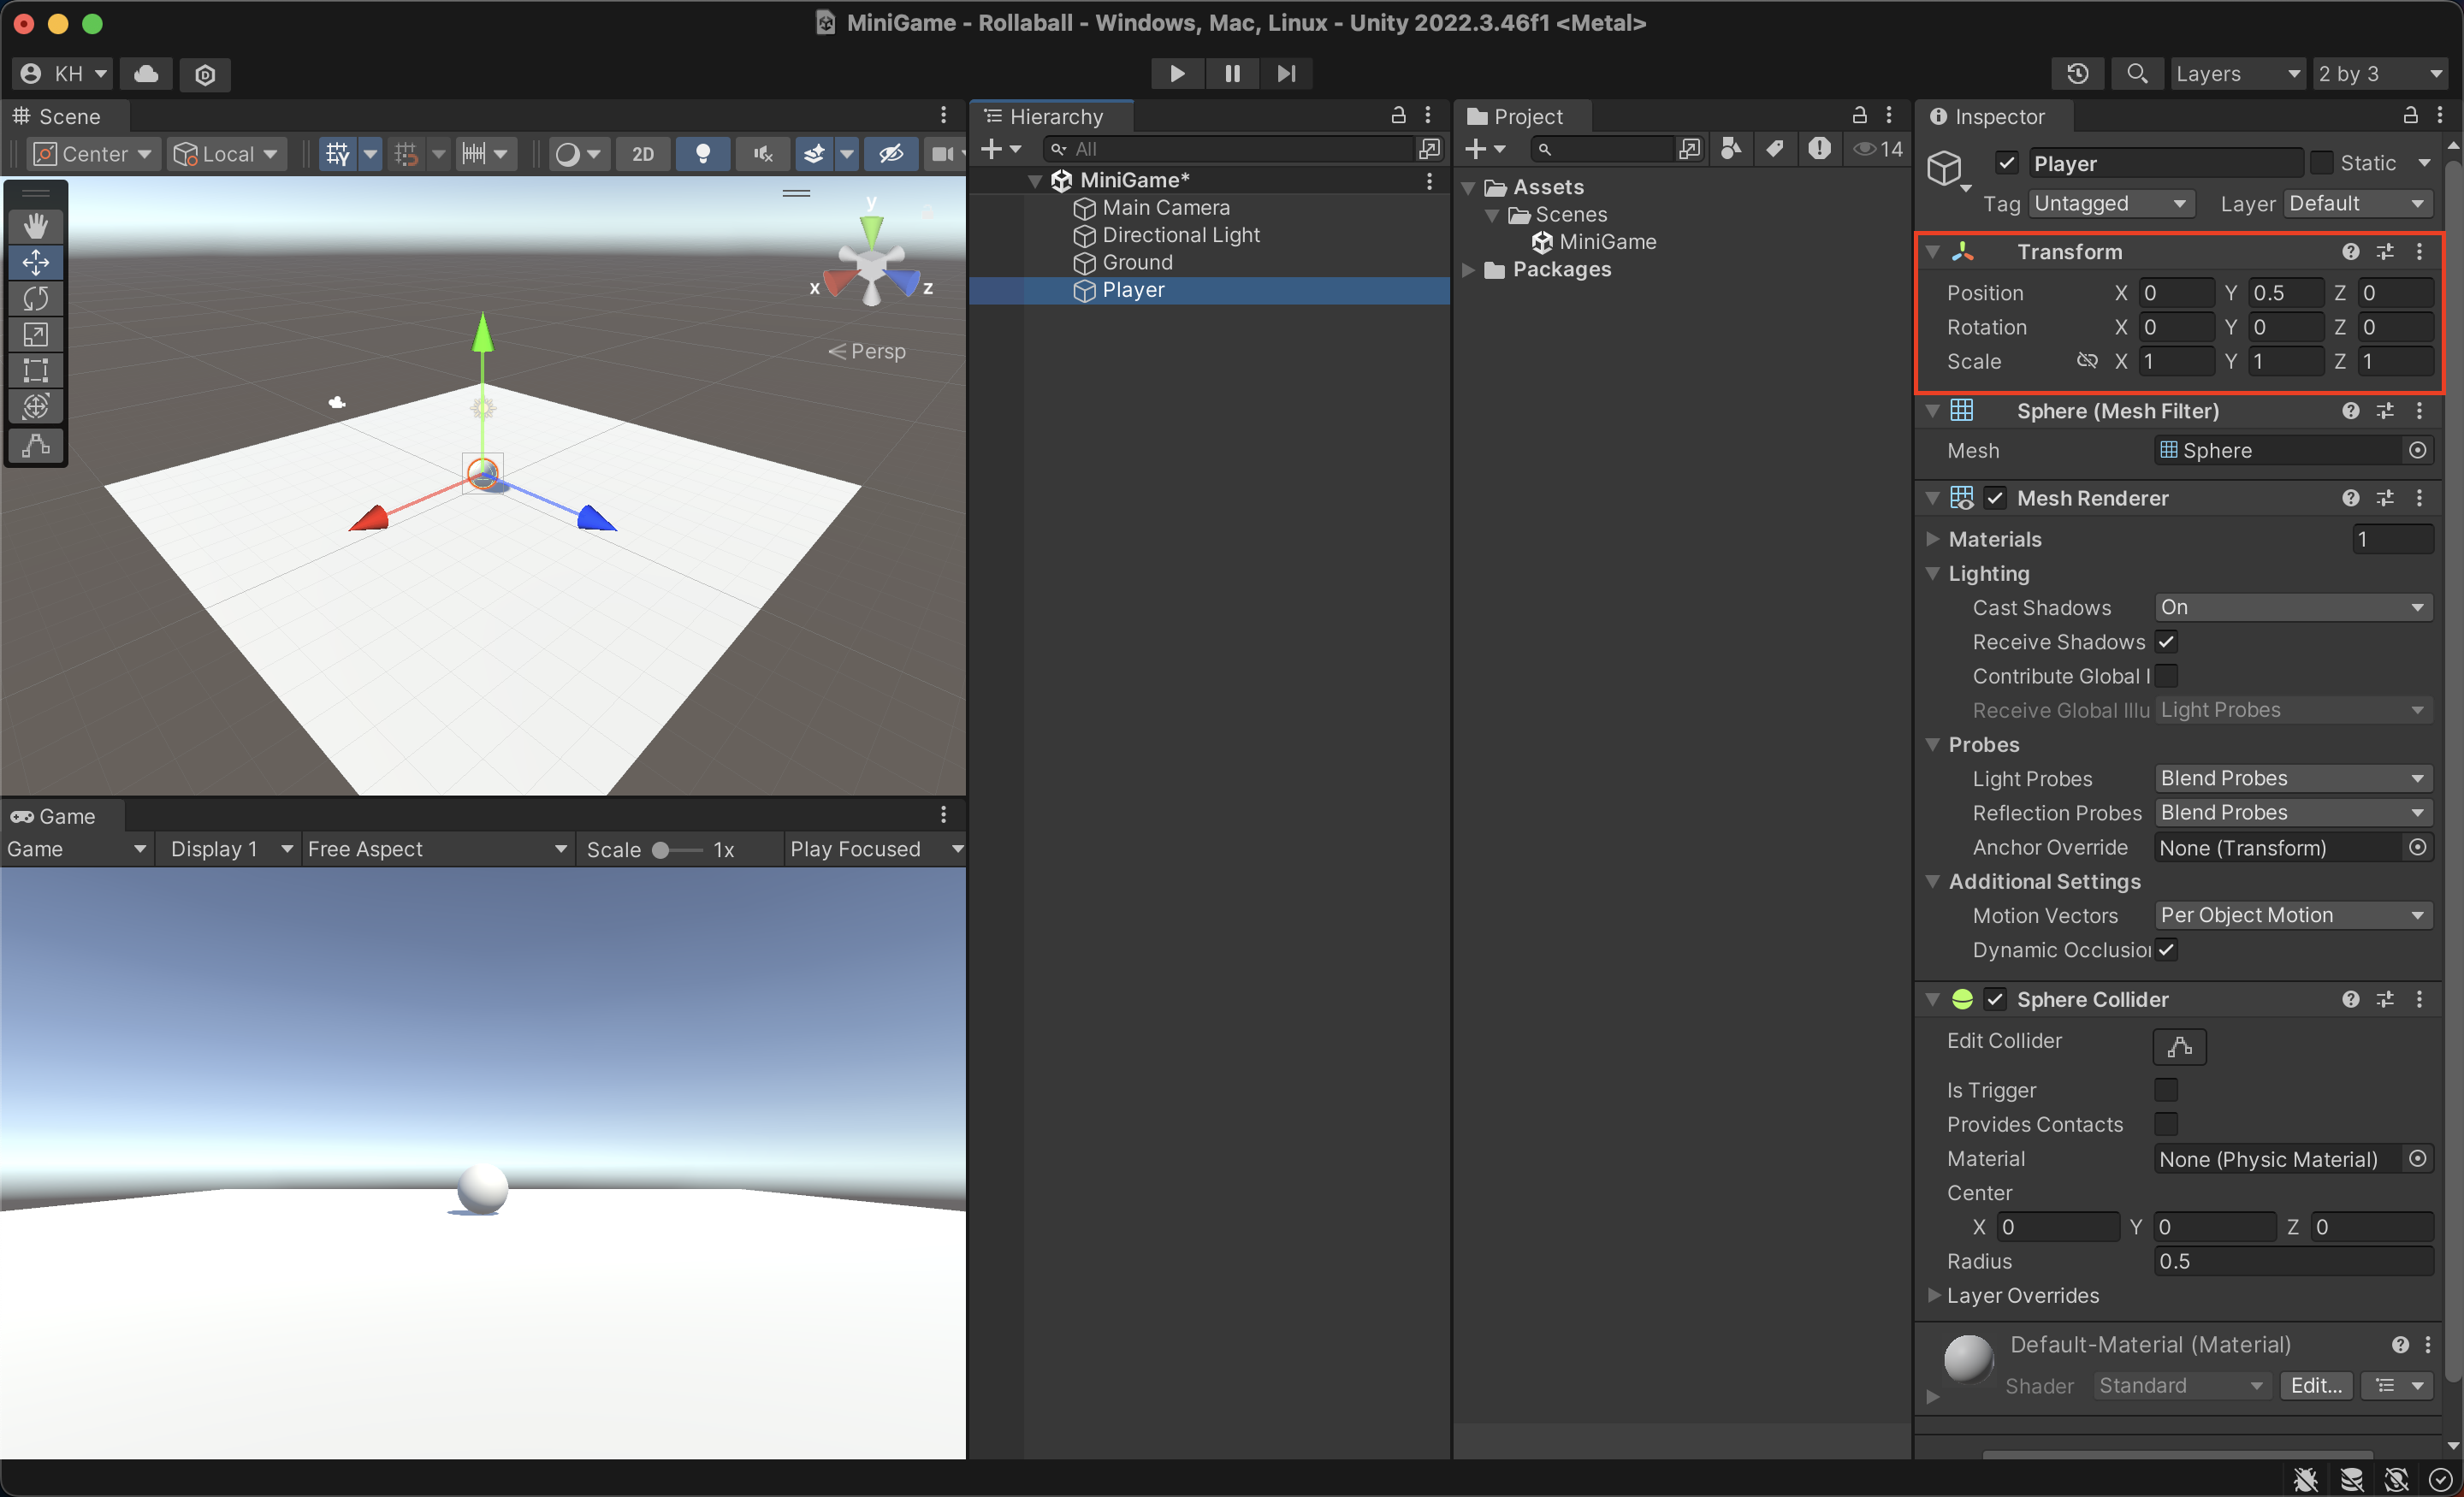 MiniGame - Rollaball - Windows, Mac, Linux - Unity 2022.3.46f1 <Metal>
KH
Layers
2 by 3
Scene
Center
Local
2D
y
x
z
Persp
Game
Game
Display 1
Free Aspect
Scale
1x
Play Focused
Hierarchy
All
MiniGame*
Main Camera
Directional Light
Ground
Player
Project
14
Assets
Scenes
MiniGame
Packages
Inspector
Player
Static
Tag
Untagged
Layer
Default
Transform
Position X 0 Y 0.5 Z 0
Rotation X 0 Y 0 Z 0
Scale X 1 Y 1 Z 1
Sphere (Mesh Filter)
Mesh Sphere
Mesh Renderer
Materials 1
Lighting
Cast Shadows On
Receive Shadows
Contribute Global I
Receive Global Illu Light Probes
Probes
Light Probes Blend Probes
Reflection Probes Blend Probes
Anchor Override None (Transform)
Additional Settings
Motion Vectors Per Object Motion
Dynamic Occlusion
Sphere Collider
Edit Collider
Is Trigger
Provides Contacts
Material None (Physic Material)
Center
X 0 Y 0 Z 0
Radius 0.5
Layer Overrides
Default-Material (Material)
Shader Standard Edit...